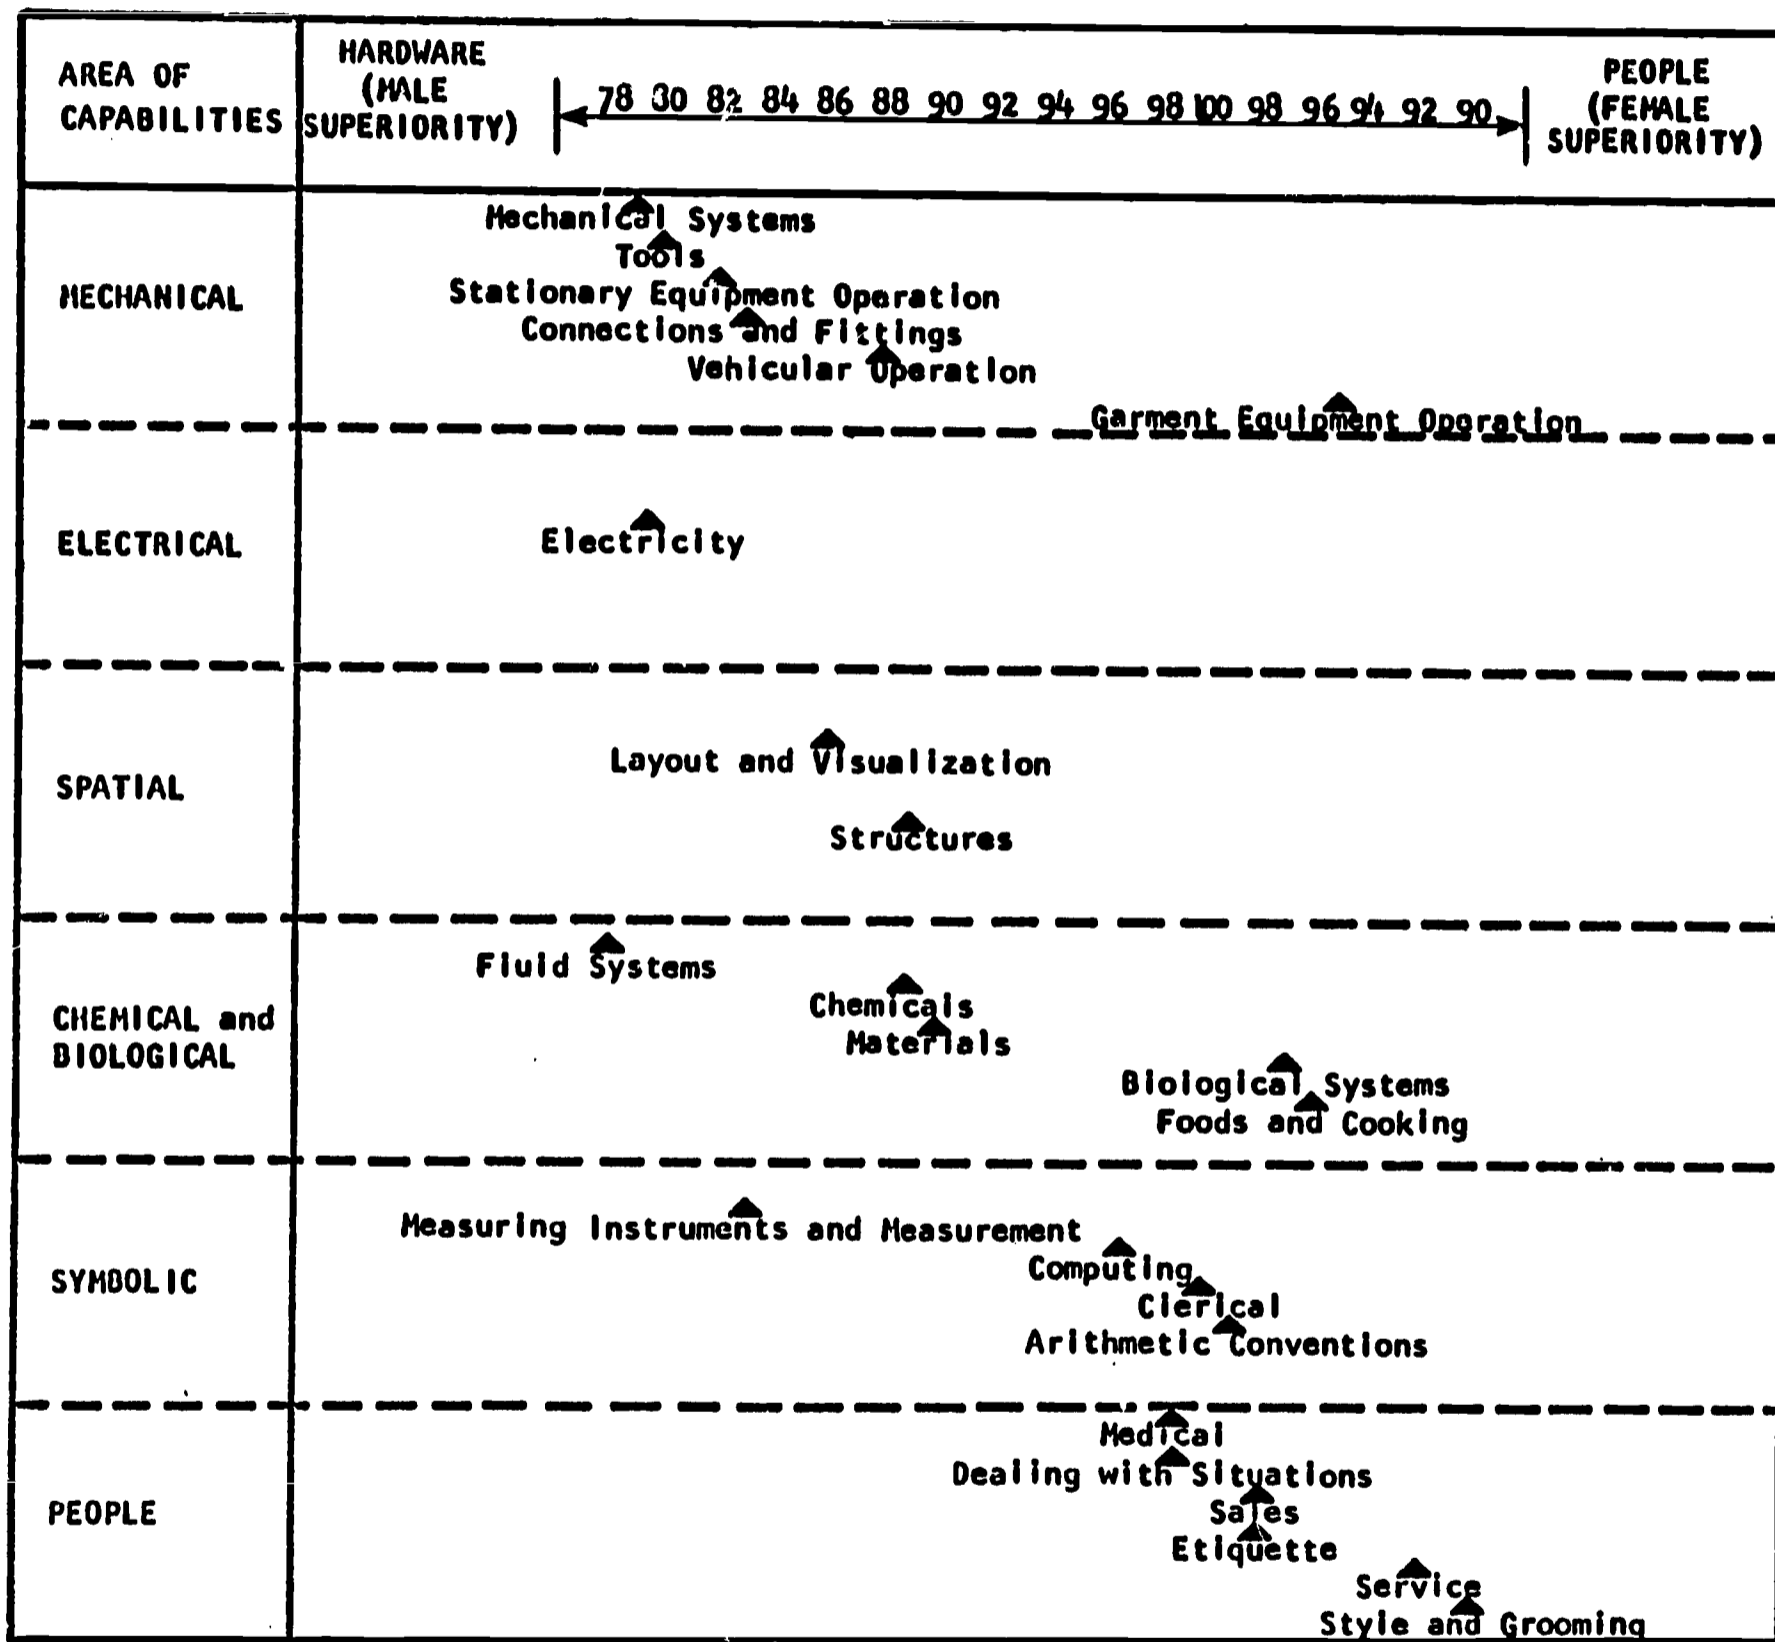 AREA OF
CAPABILITIES
HARDWARE
(MALE
SUPERIORITY)
78 80 82 84 86 88 90 92 94 96 98 100 98 96 94 92 90
PEOPLE
(FEMALE
SUPERIORITY)
MECHANICAL
Mechanical Systems
Tools
Stationary Equipment Operation
Connections and Fittings
Vehicular Operation
Garment Equipment Operation
ELECTRICAL
Electricity
SPATIAL
Layout and Visualization
Structures
CHEMICAL and
BIOLOGICAL
Fluid Systems
Chemicals
Materials
Biological Systems
Foods and Cooking
SYMBOLIC
Measuring Instruments and Measurement
Computing
Clerical
Arithmetic Conventions
PEOPLE
Medical
Dealing with Situations
Sales
Etiquette
Service
Style and Grooming